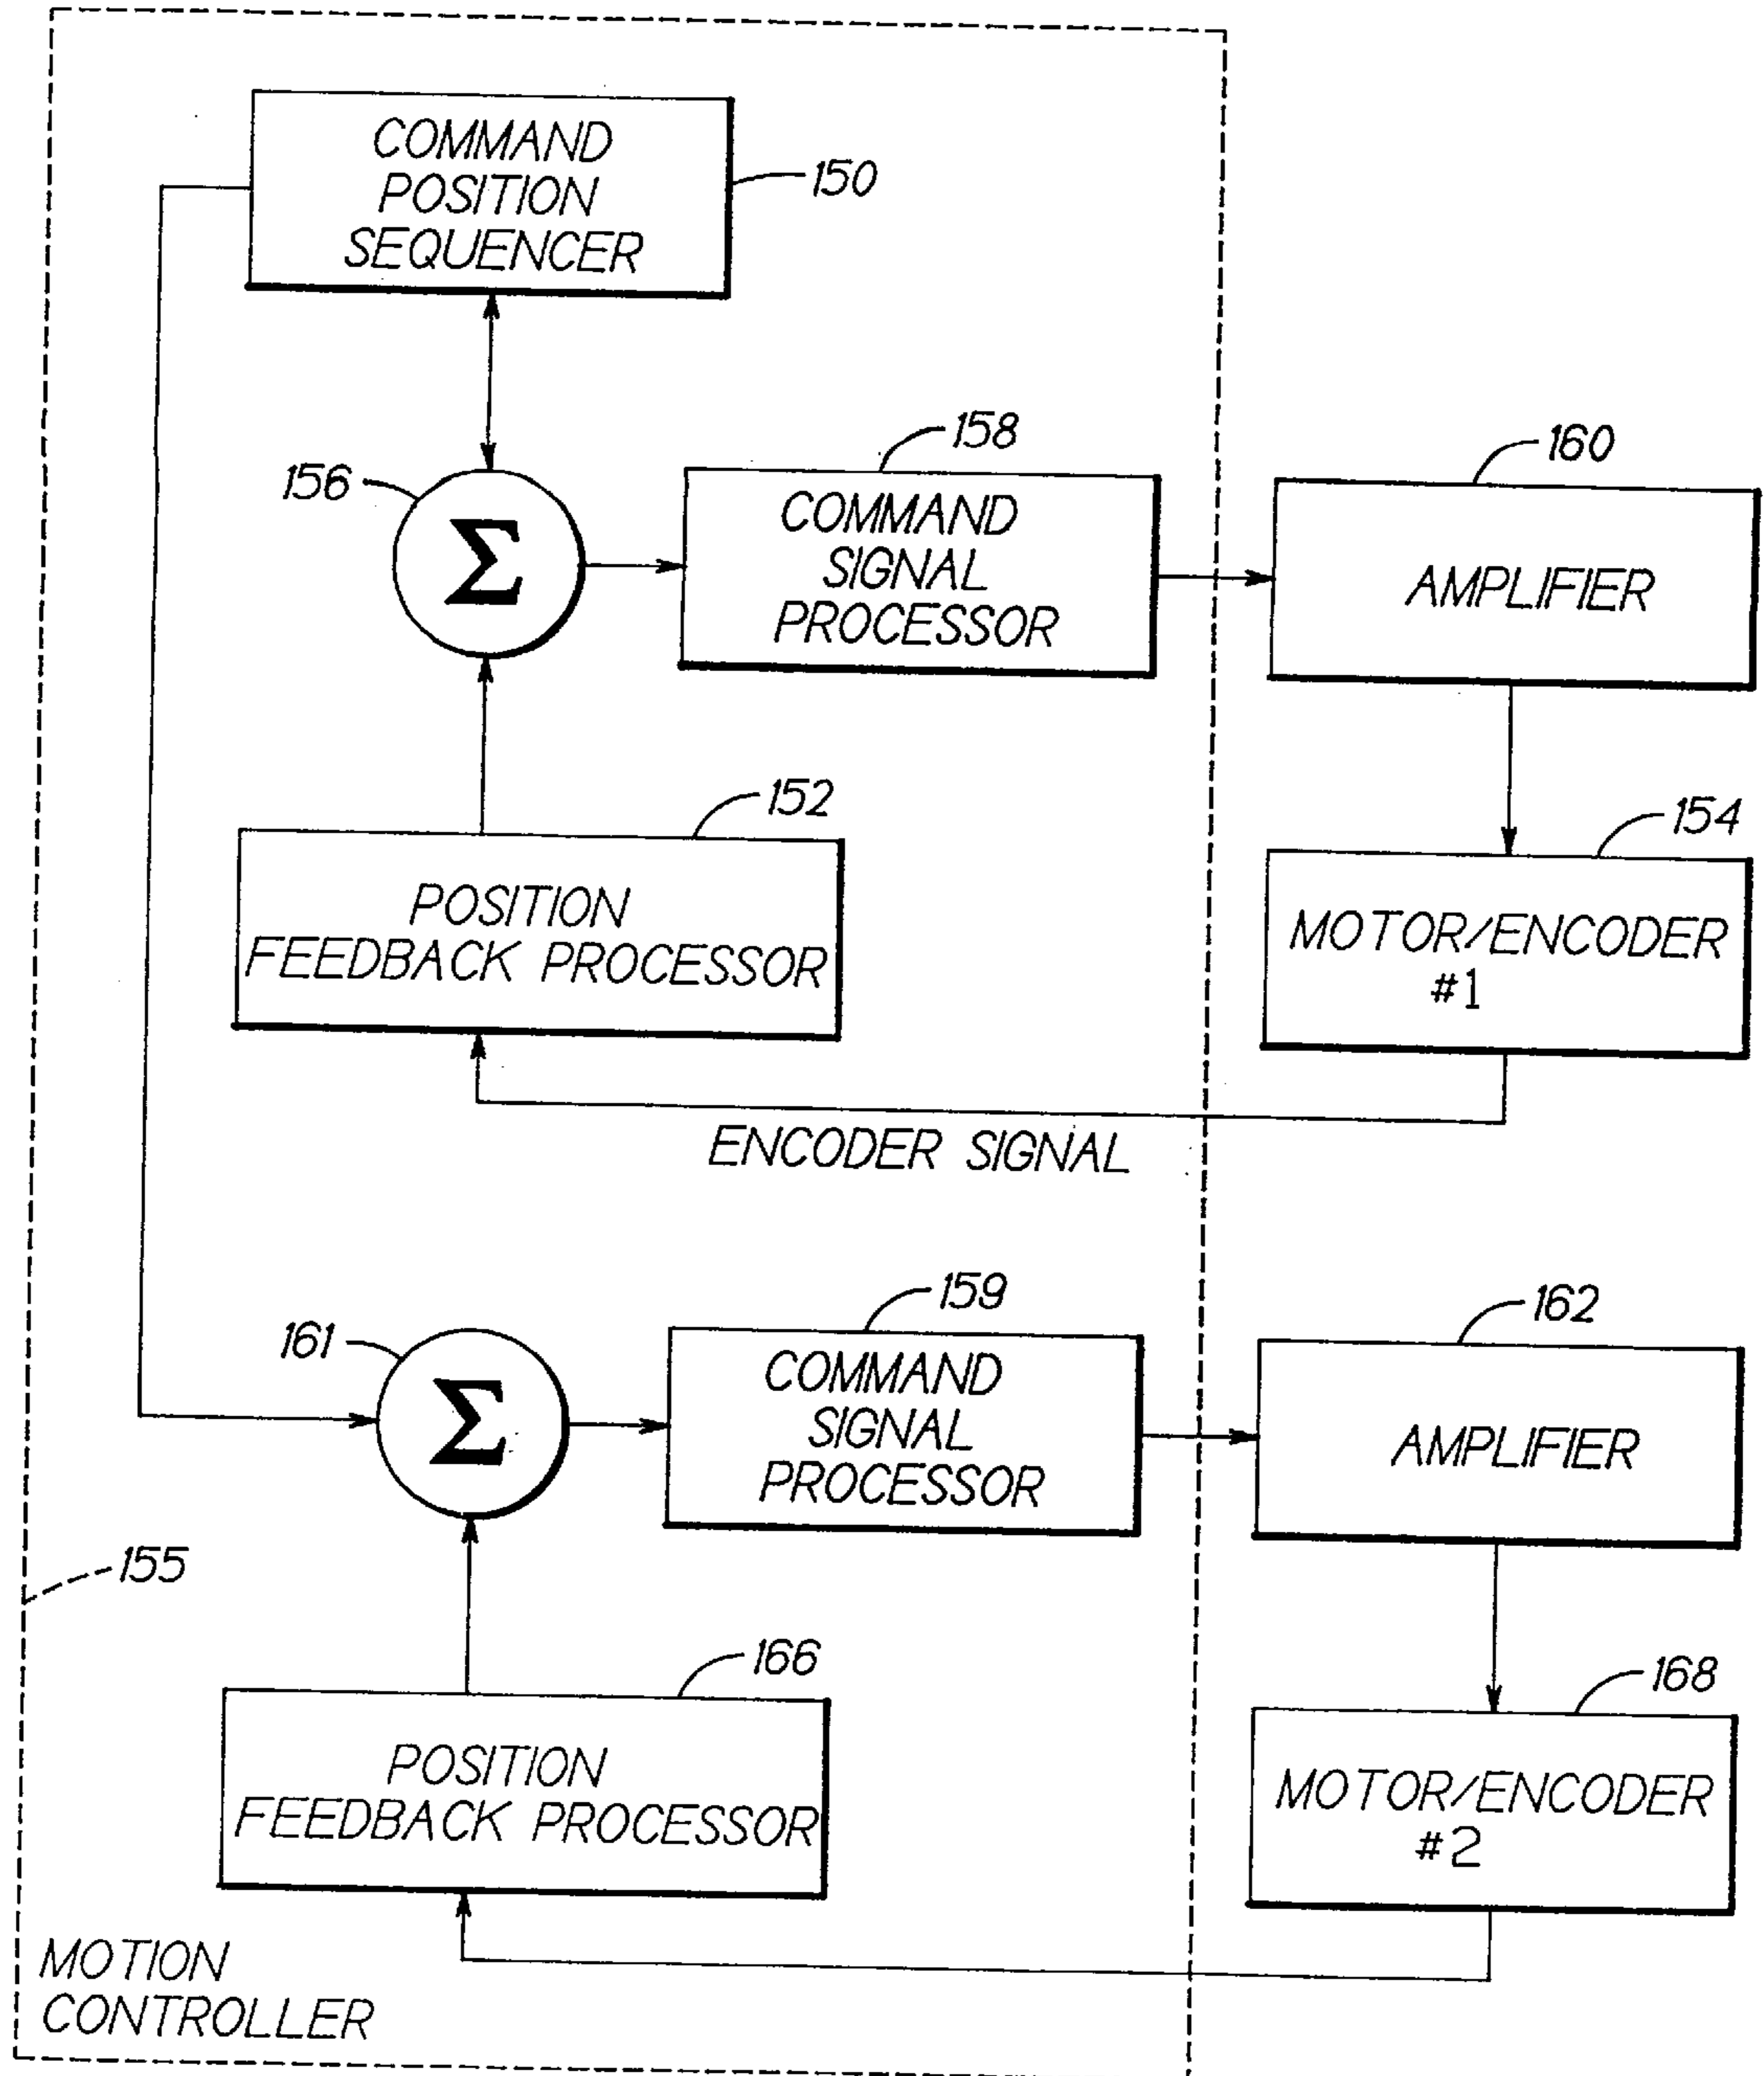 COMMAND
POSITION
SEQUENCER
150
156
Σ
158
COMMAND
SIGNAL
PROCESSOR
160
AMPLIFIER
152
POSITION
FEEDBACK PROCESSOR
154
MOTOR/ENCODER
#1
ENCODER SIGNAL
161
Σ
159
COMMAND
SIGNAL
PROCESSOR
162
AMPLIFIER
155
166
POSITION
FEEDBACK PROCESSOR
168
MOTOR/ENCODER
#2
MOTION
CONTROLLER